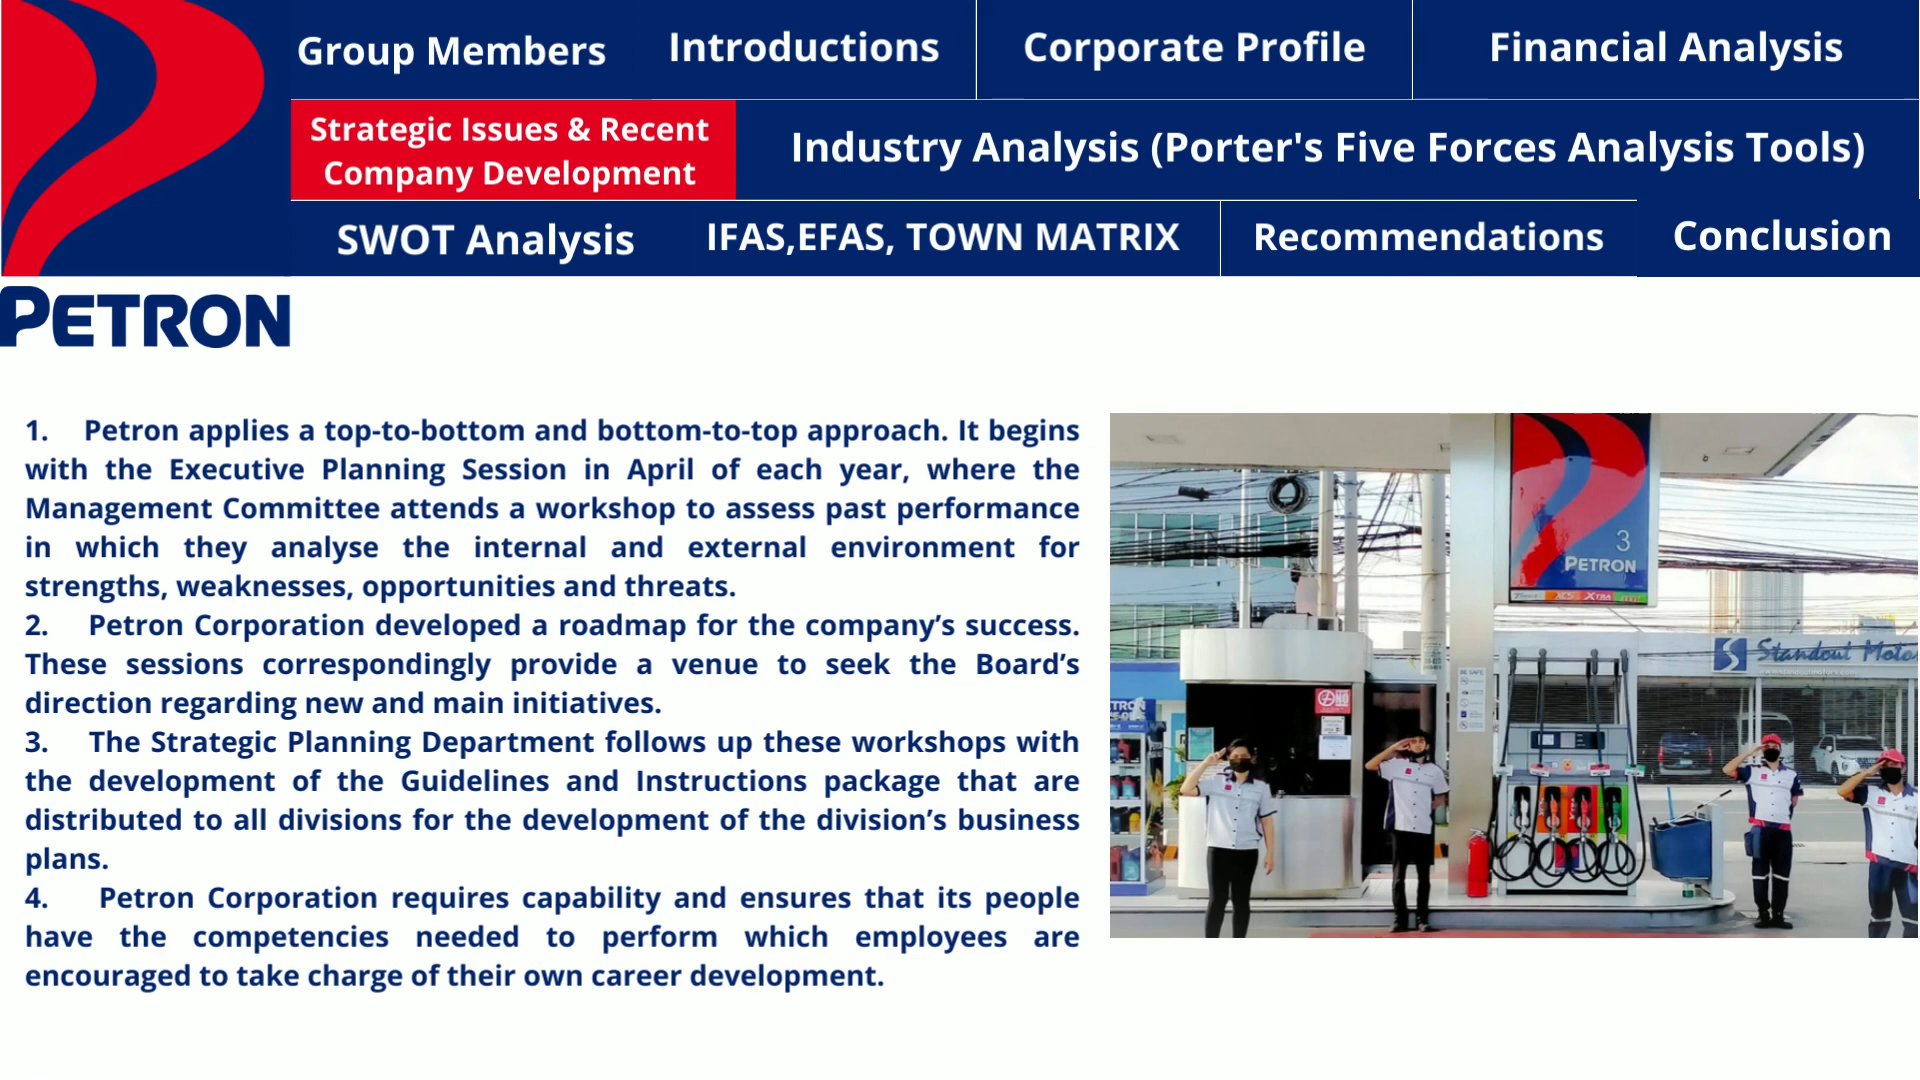 Group Members
Introductions
Corporate Profile
Financial Analysis
Strategic Issues & Recent
Company Development
Industry Analysis (Porter's Five Forces Analysis Tools)
SWOT Analysis
IFAS,EFAS, TOWN MATRIX
Recommendations
Conclusion
PETRON
1. Petron applies a top-to-bottom and bottom-to-top approach. It begins
with the Executive Planning Session in April of each year, where the
Management Committee attends a workshop to assess past performance
in which they analyse the internal and external environment for
strengths, weaknesses, opportunities and threats.
2. Petron Corporation developed a roadmap for the company’s success.
These sessions correspondingly provide a venue to seek the Board’s
direction regarding new and main initiatives.
3. The Strategic Planning Department follows up these workshops with
the development of the Guidelines and Instructions package that are
distributed to all divisions for the development of the division’s business
plans.
4. Petron Corporation requires capability and ensures that its people
have the competencies needed to perform which employees are
encouraged to take charge of their own career development.
3
PETRON
XCS XTRA
Standout Moto
TRON
NO
BE SAFE